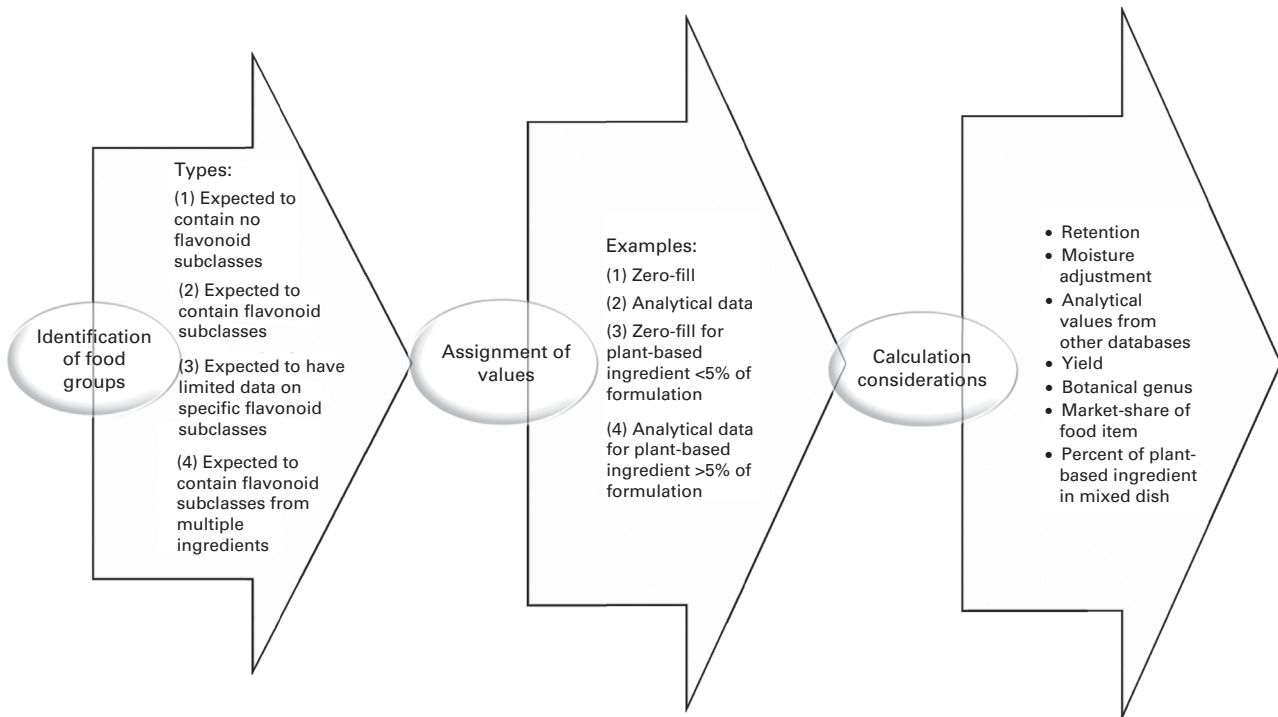 Identification
of food
groups
Types:
(1) Expected to
contain no
flavonoid
subclasses
(2) Expected to
contain flavonoid
subclasses
(3) Expected to have
limited data on
specific flavonoid
subclasses
(4) Expected to
contain flavonoid
subclasses from
multiple
ingredients
Assignment of
values
Examples:
(1) Zero-fill
(2) Analytical data
(3) Zero-fill for
plant-based
ingredient <5% of
formulation
(4) Analytical data
for plant-based
ingredient >5% of
formulation
Calculation
considerations
• Retention
• Moisture
adjustment
• Analytical
values from
other databases
• Yield
• Botanical genus
• Market-share of
food item
• Percent of plant-
based ingredient
in mixed dish